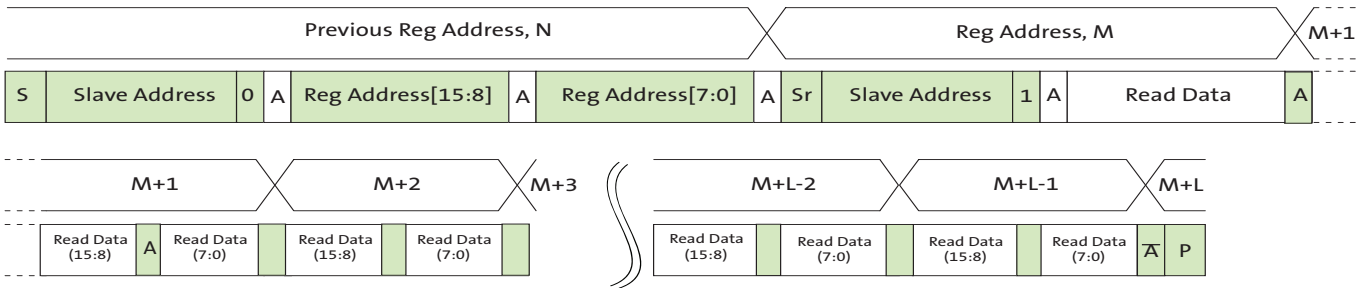 Previous Reg Address, N Reg Address, M M+1
S Slave Address 0 A Reg Address[15:8] A Reg Address[7:0] A Sr Slave Address 1 A Read Data A
M+1 M+2 M+3 M+L-2 M+L-1 M+L
Read Data (15:8) A Read Data (7:0) Read Data (15:8) Read Data (7:0) Read Data (15:8) Read Data (7:0) Read Data (15:8) Read Data (7:0) A̅ P